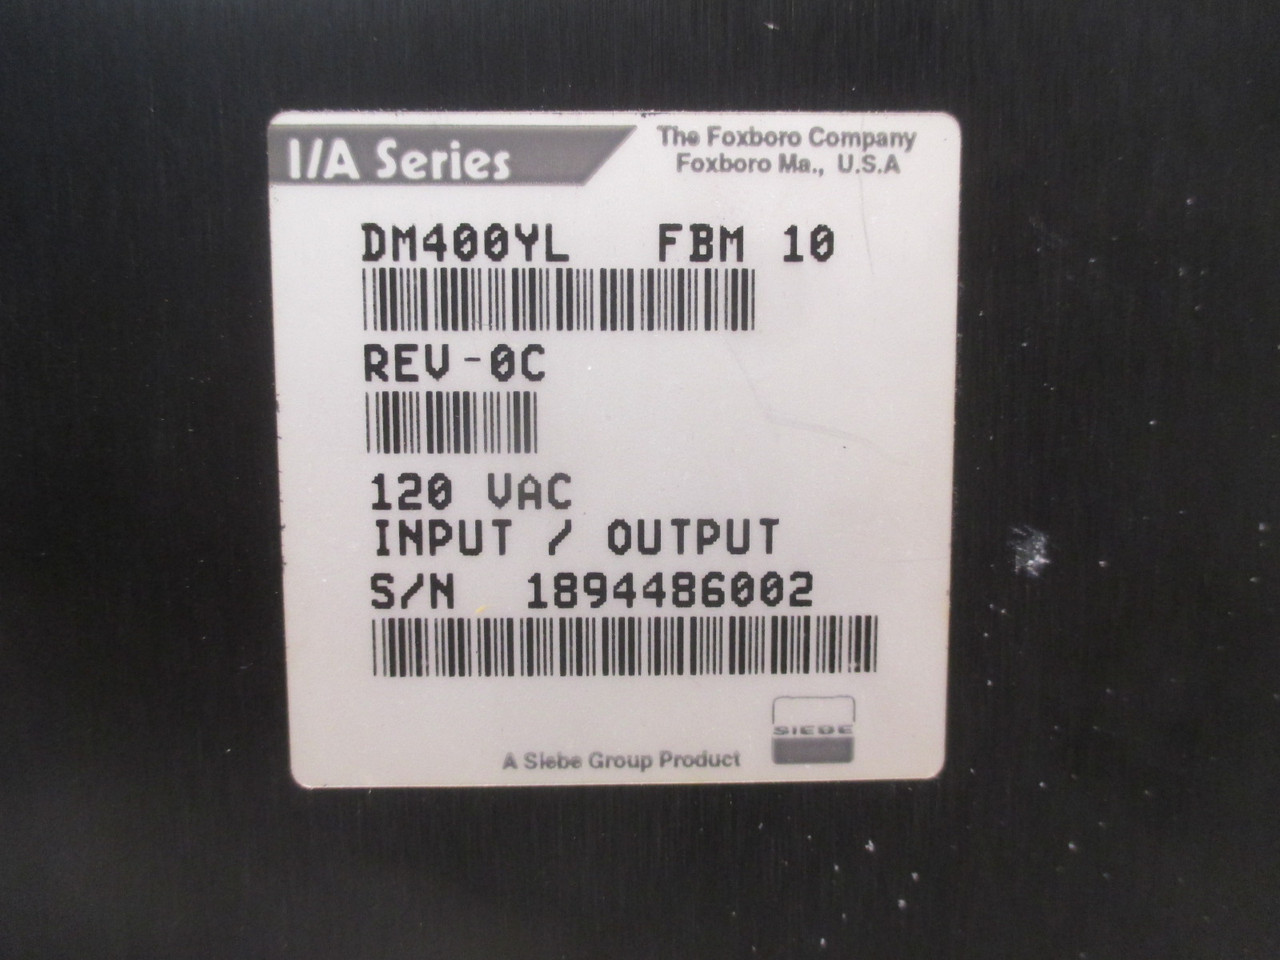 I/A Series
The Foxboro Company
Foxboro Ma., U.S.A
DM400YL FBM 10
REV-0C
120 VAC
INPUT / OUTPUT
S/N 1894486002
SIEBE
A Siebe Group Product